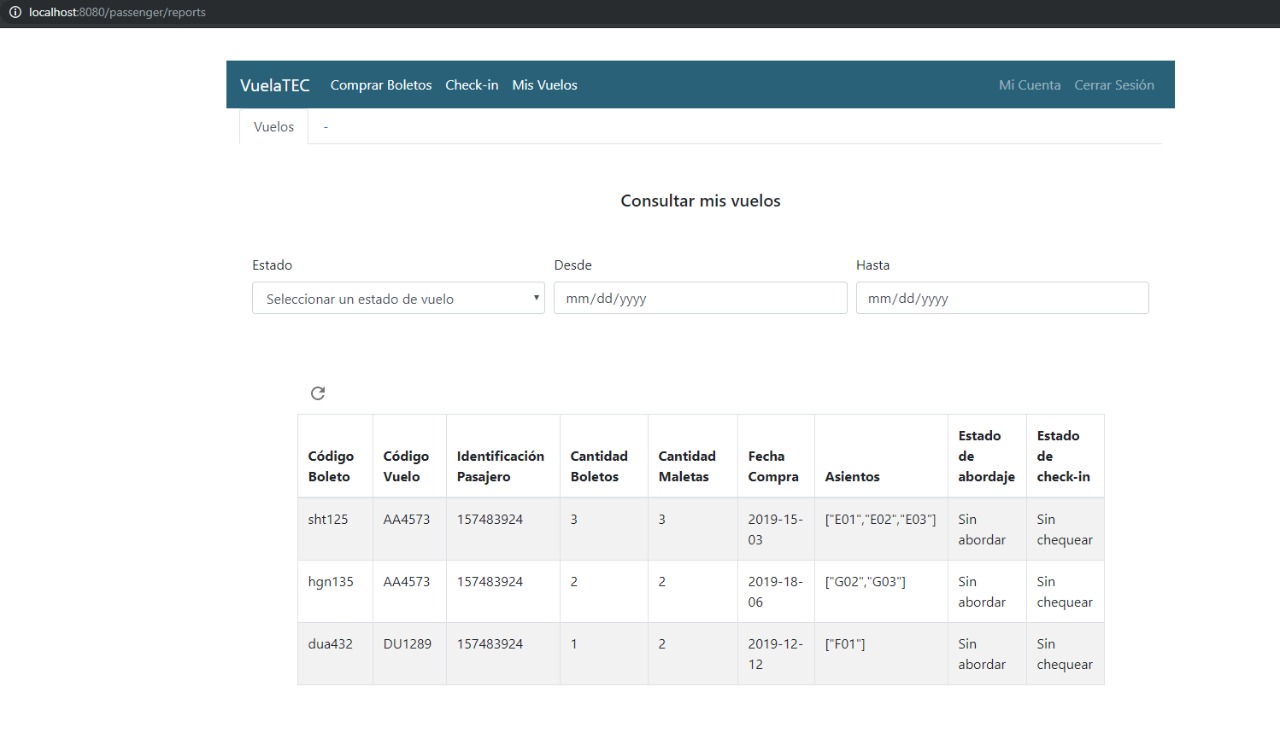 localhost:8080/passenger/reports
VuelaTEC Comprar Boletos Check-in Mis Vuelos Mi Cuenta Cerrar Sesión
Vuelos -
Consultar mis vuelos
Estado Desde Hasta
Seleccionar un estado de vuelo mm/dd/yyyy mm/dd/yyyy
Código Boleto Código Vuelo Identificación Pasajero Cantidad Boletos Cantidad Maletas Fecha Compra Asientos Estado de abordaje Estado de check-in
sht125 AA4573 157483924 3 3 2019-15-03 ["E01","E02","E03"] Sin abordar Sin chequear
hgn135 AA4573 157483924 2 2 2019-18-06 ["G02","G03"] Sin abordar Sin chequear
dua432 DU1289 157483924 1 2 2019-12-12 ["F01"] Sin abordar Sin chequear